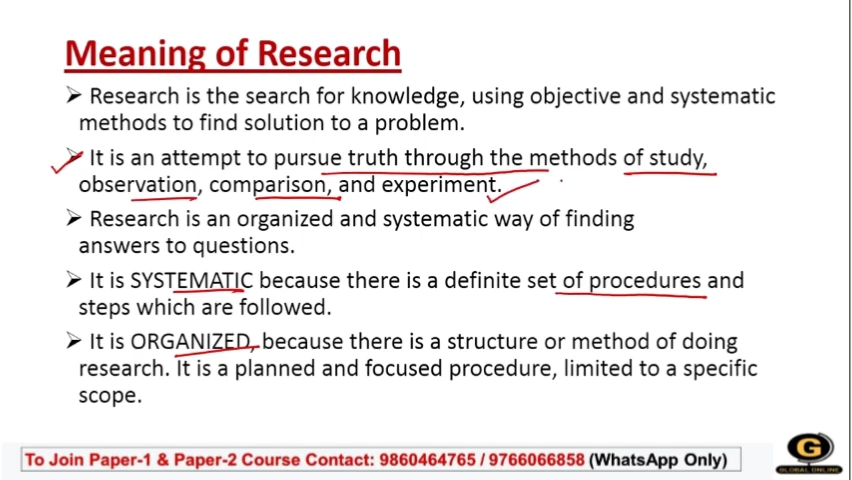 Meaning of Research
➢ Research is the search for knowledge, using objective and systematic
methods to find solution to a problem.
➢ It is an attempt to pursue truth through the methods of study,
observation, comparison, and experiment.
➢ Research is an organized and systematic way of finding
answers to questions.
➢ It is SYSTEMATIC because there is a definite set of procedures and
steps which are followed.
➢ It is ORGANIZED, because there is a structure or method of doing
research. It is a planned and focused procedure, limited to a specific
scope.
To Join Paper-1 & Paper-2 Course Contact: 9860464765 / 9766066858 (WhatsApp Only)
G
GLOBAL ONLINE